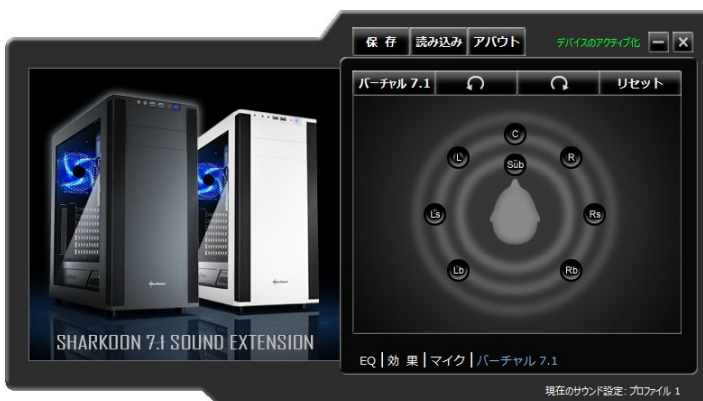 保 存 読み込み アバウト デバイスのアクティブ化
バーチャル 7.1 リセット
C
L R
Sub
Ls Rs
Lb Rb
SHARKOON 7.1 SOUND EXTENSION
EQ 効 果 マイク バーチャル 7.1
現在のサウンド設定: プロファイル 1